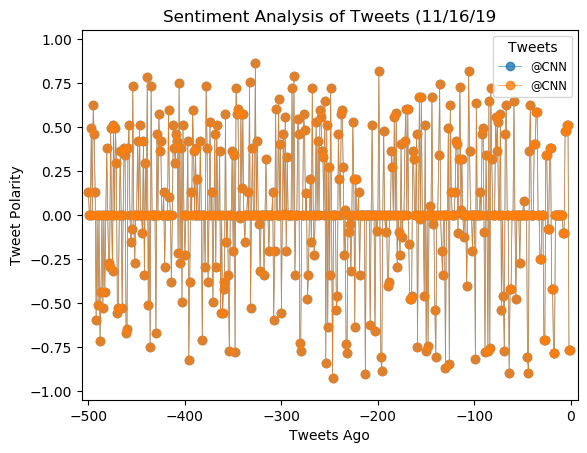 Sentiment Analysis of Tweets (11/16/19
Tweets
@CNN
@CNN
Tweet Polarity
1.00
0.75
0.50
0.25
0.00
−0.25
−0.50
−0.75
−1.00
−500 −400 −300 −200 −100 0
Tweets Ago